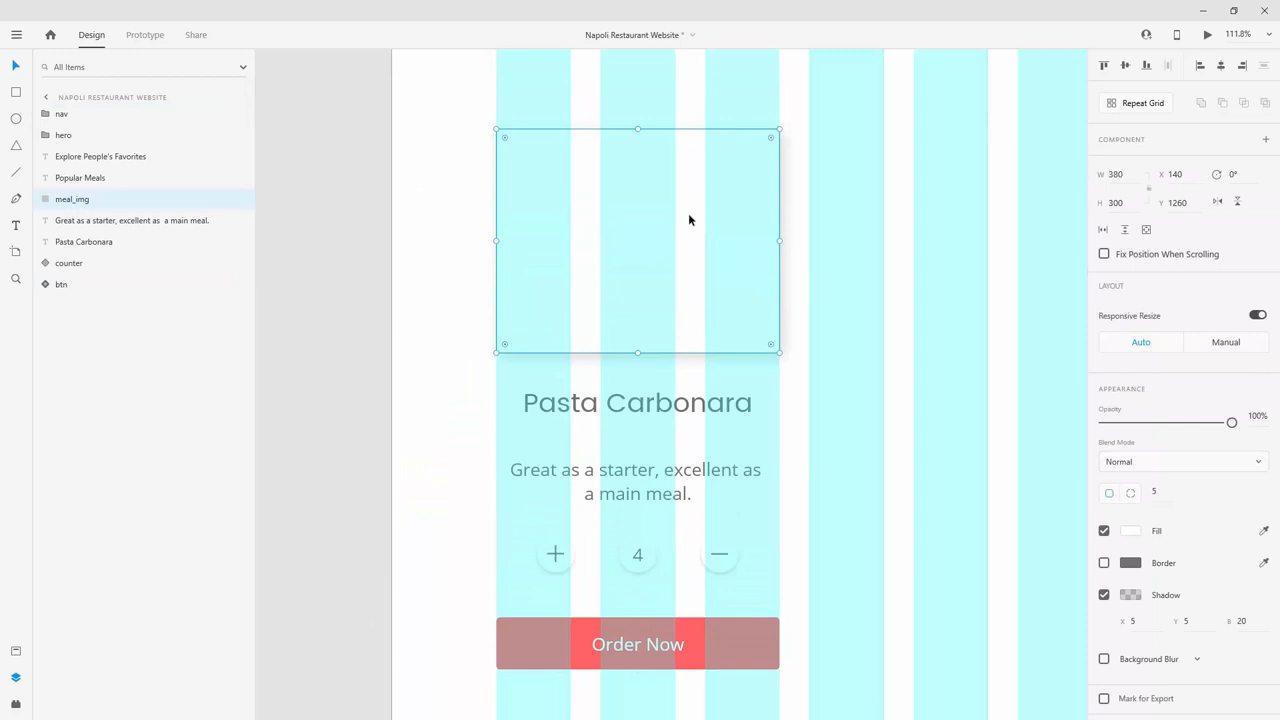 Design
Prototype
Share
Napoli Restaurant Website *
111.8%
All Items
NAPOLI RESTAURANT WEBSITE
nav
hero
Explore People's Favorites
Popular Meals
meal_img
Great as a starter, excellent as  a main meal.
Pasta Carbonara
counter
btn
Pasta Carbonara
Great as a starter, excellent as
a main meal.
4
Order Now
Repeat Grid
COMPONENT
W 380 X 140 0°
H 300 Y 1260
Fix Position When Scrolling
LAYOUT
Responsive Resize
Auto
Manual
APPEARANCE
Opacity
100%
Blend Mode
Normal
5
Fill
Border
Shadow
X 5 Y 5 B 20
Background Blur
Mark for Export